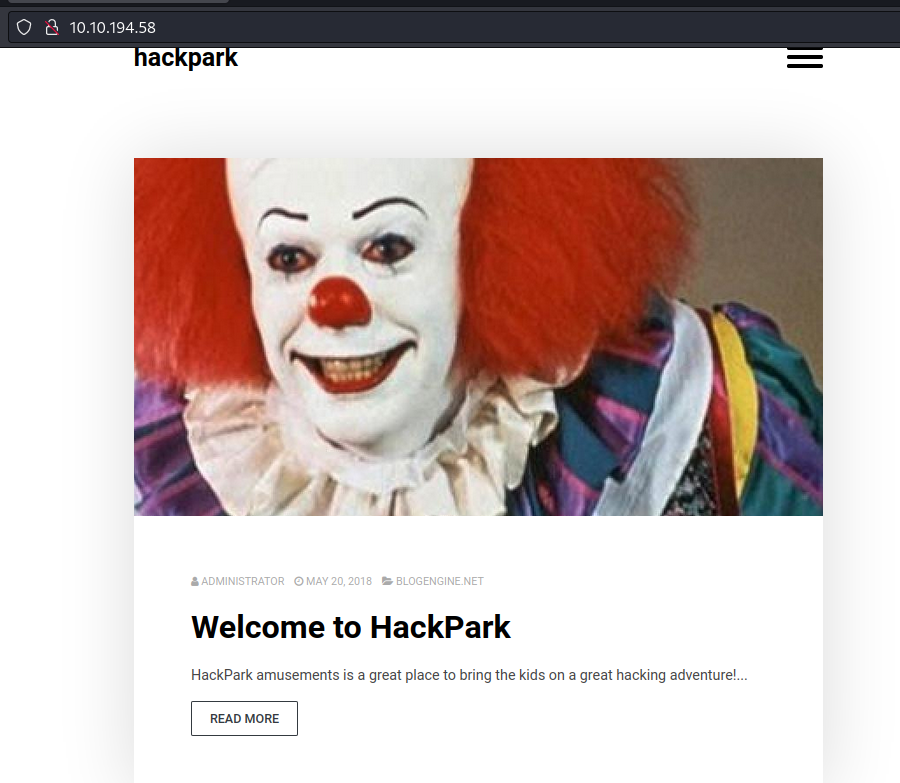 10.10.194.58
hackpark
ADMINISTRATOR MAY 20, 2018 BLOGENGINE.NET
Welcome to HackPark
HackPark amusements is a great place to bring the kids on a great hacking adventure!...
READ MORE